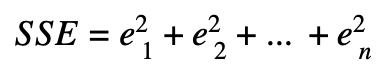 SSE = e²₁ + e²₂ + ... + e²ₙ